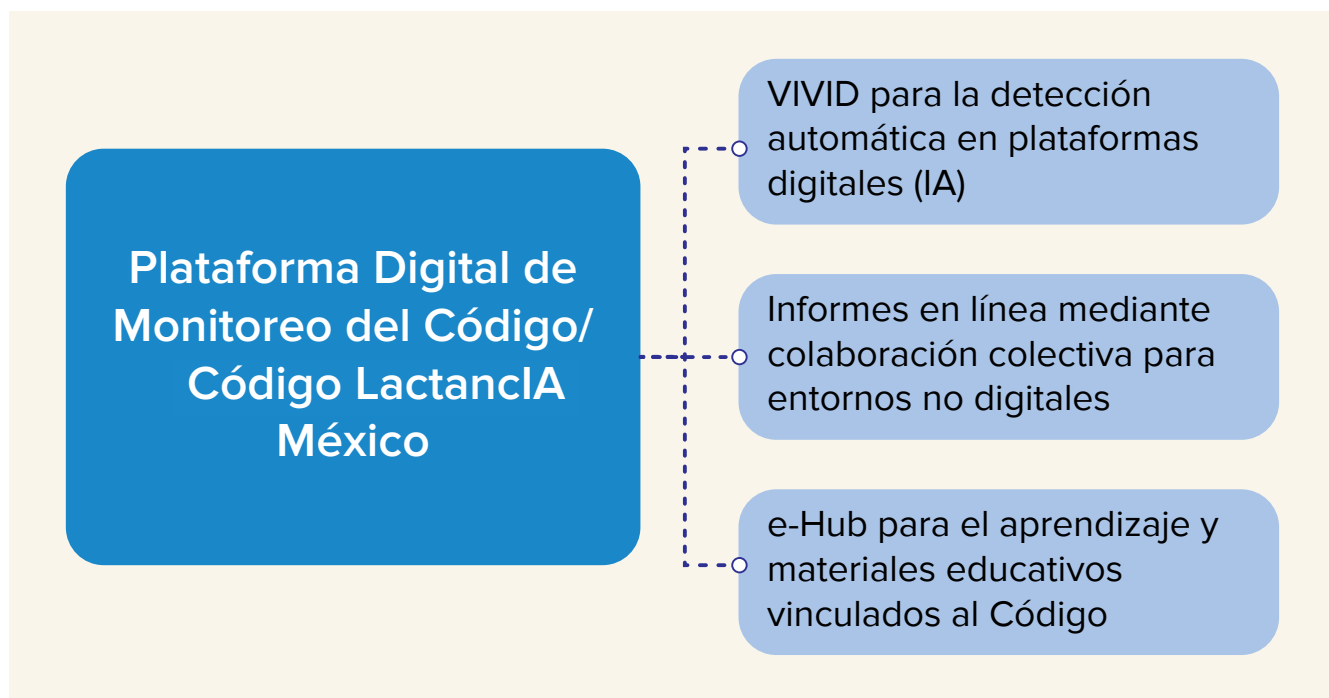 Plataforma Digital de
Monitoreo del Código/
Código LactancIA
México
VIVID para la detección
automática en plataformas
digitales (IA)
Informes en línea mediante
colaboración colectiva para
entornos no digitales
e-Hub para el aprendizaje y
materiales educativos
vinculados al Código